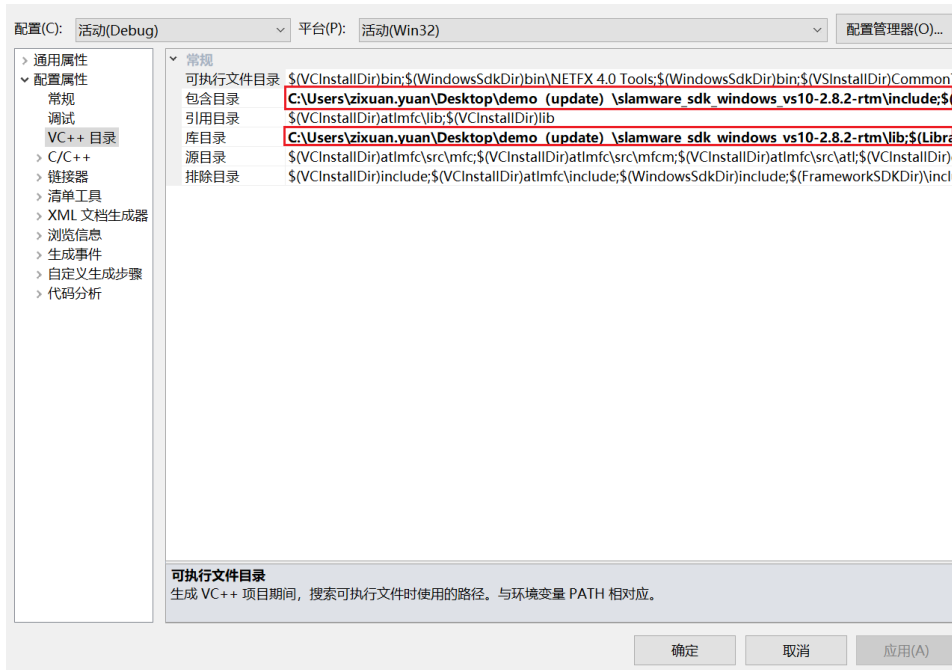 配置(C): 活动(Debug) 平台(P): 活动(Win32) 配置管理器(O)...
通用属性
配置属性
常规
调试
VC++ 目录
C/C++
链接器
清单工具
XML 文档生成器
浏览信息
生成事件
自定义生成步骤
代码分析
常规
可执行文件目录 $(VCInstallDir)bin;$(WindowsSdkDir)bin\NETFX 4.0 Tools;$(WindowsSdkDir)bin;$(VSInstallDir)Common
包含目录 C:\Users\zixuan.yuan\Desktop\demo（update）\slamware_sdk_windows_vs10-2.8.2-rtm\include;$(
引用目录 $(VCInstallDir)atlmfc\lib;$(VCInstallDir)lib
库目录 C:\Users\zixuan.yuan\Desktop\demo（update）\slamware_sdk_windows_vs10-2.8.2-rtm\lib;$(Libra
源目录 $(VCInstallDir)atlmfc\src\mfc;$(VCInstallDir)atlmfc\src\mfcm;$(VCInstallDir)atlmfc\src\atl;$(VCInstallDir)
排除目录 $(VCInstallDir)include;$(VCInstallDir)atlmfc\include;$(WindowsSdkDir)include;$(FrameworkSDKDir)\incl
可执行文件目录
生成 VC++ 项目期间，搜索可执行文件时使用的路径。与环境变量 PATH 相对应。
确定 取消 应用(A)